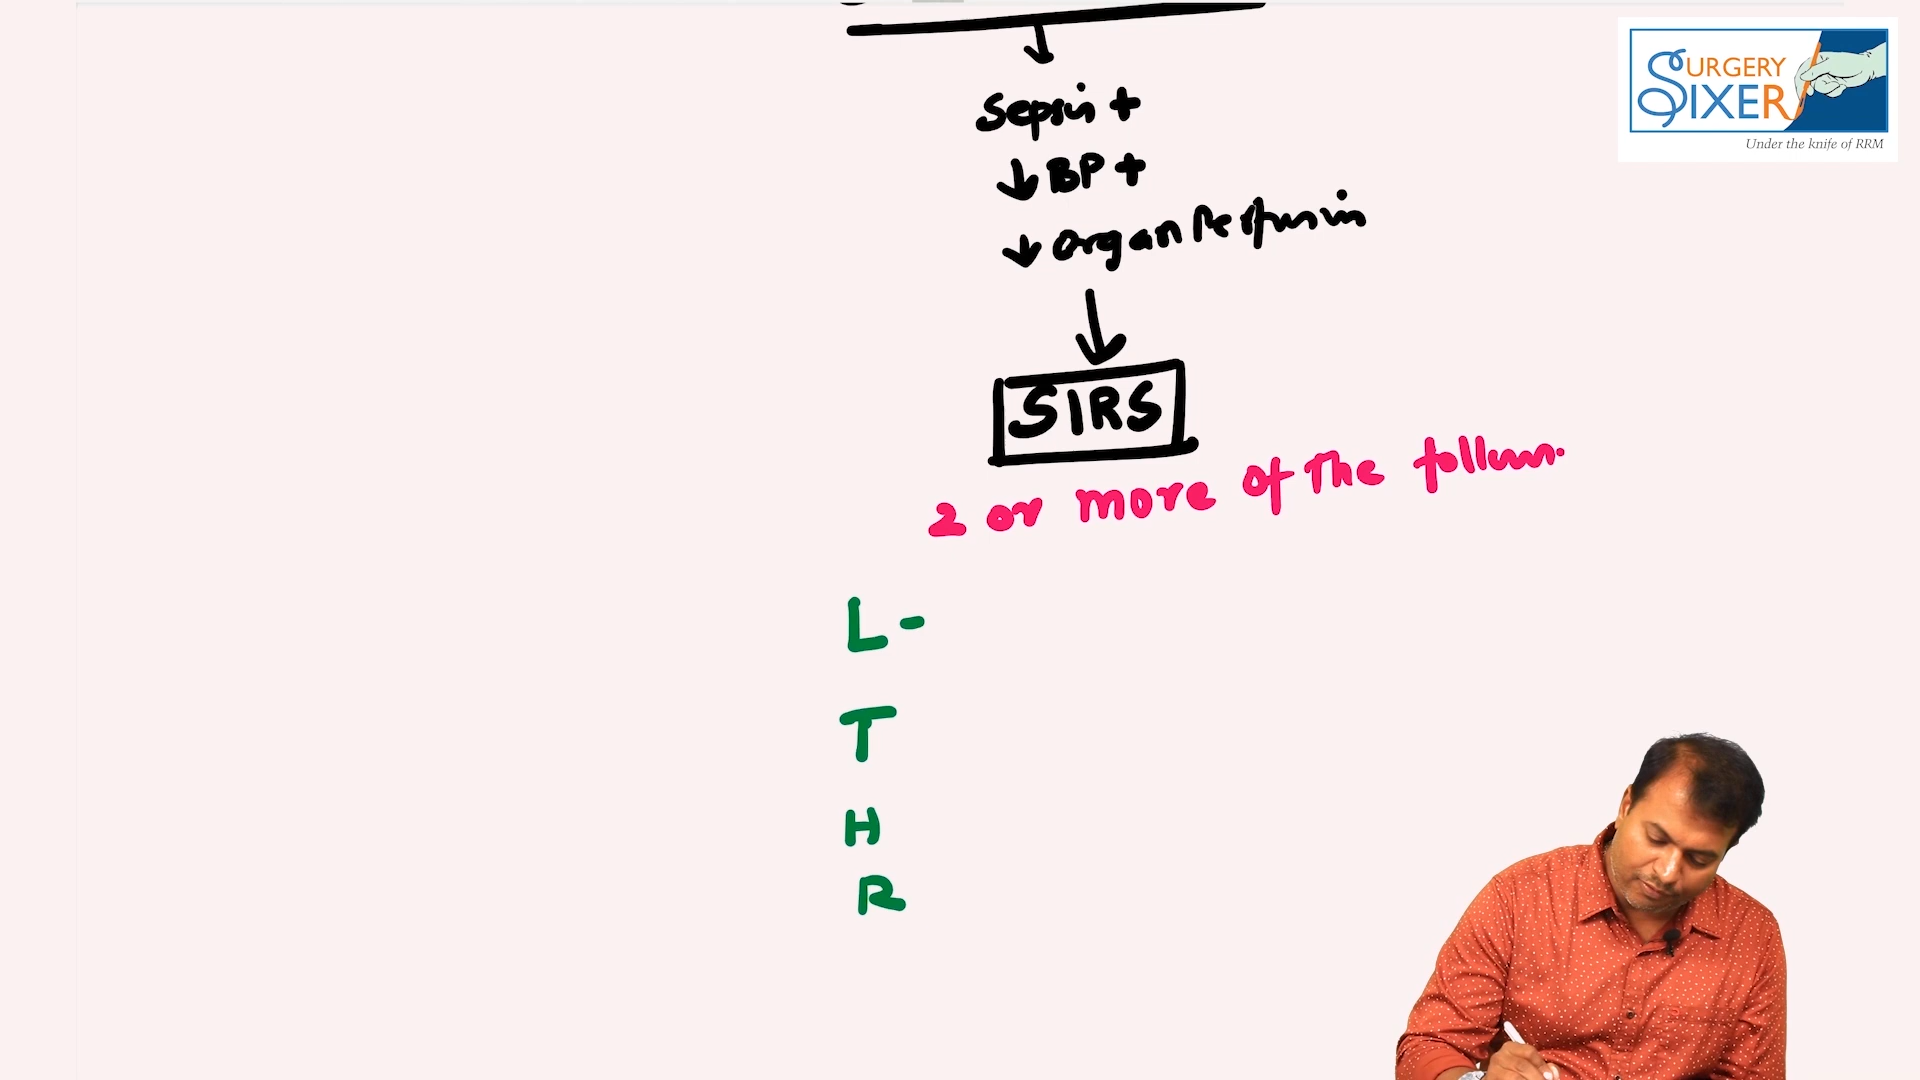 SURGERY
SIXER
Under the knife of RRM
Sepsis +
↓ BP +
↓ organ Perfusion
SIRS
2 or more of The follow.
L -
T
H
R